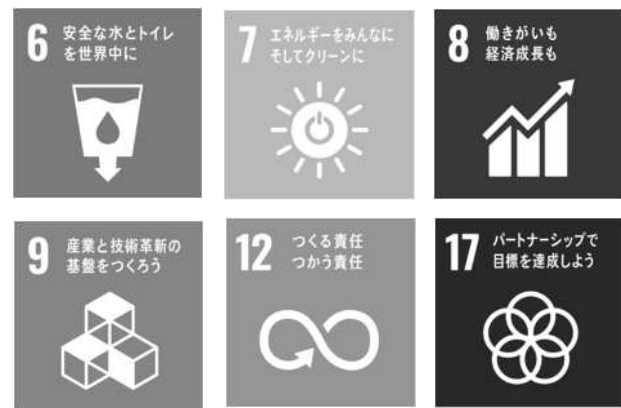 6
安全な水とトイレ
を世界中に
7
エネルギーをみんなに
そしてクリーンに
8
働きがいも
経済成長も
9
産業と技術革新の
基盤をつくろう
12
つくる責任
つかう責任
17
パートナーシップで
目標を達成しよう